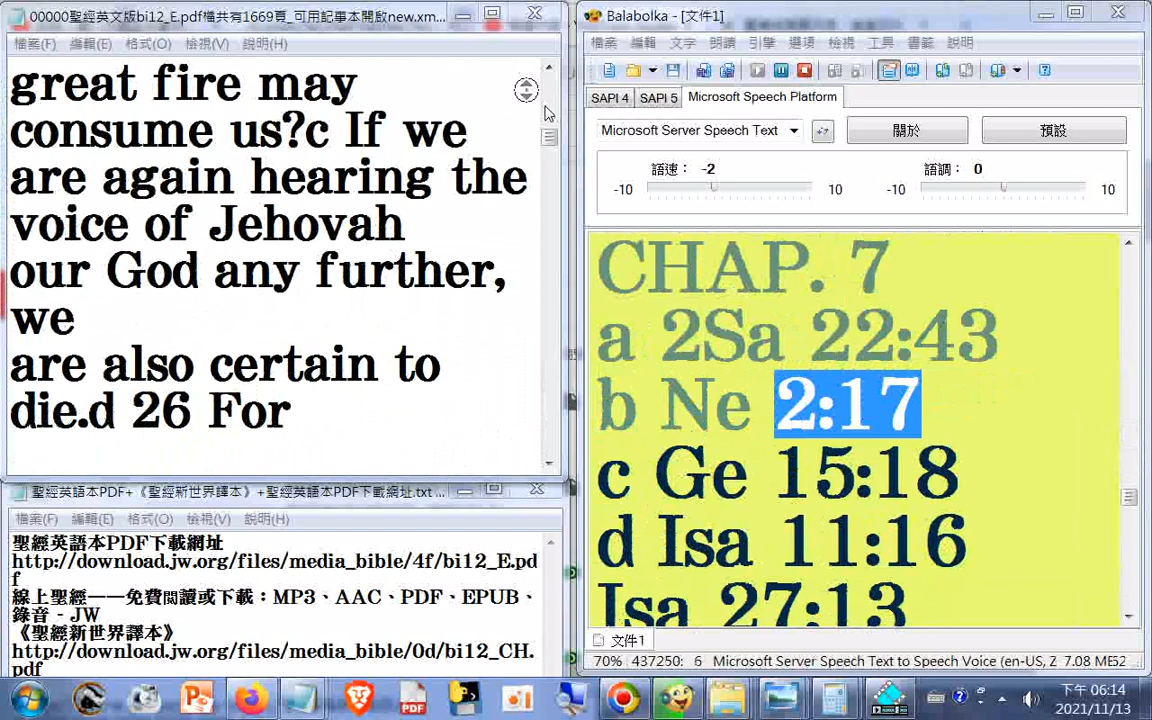 00000聖經英文版bi12_E.pdf檔共有1669頁_可用記事本開啟new.xm...
檔案(F) 編輯(E) 格式(O) 檢視(V) 說明(H)
great fire may
consume us?c If we
are again hearing the
voice of Jehovah
our God any further,
we
are also certain to
die.d 26 For
聖經英語本PDF+《聖經新世界譯本》+聖經英語本PDF下載網址.txt ...
檔案(F) 編輯(E) 格式(O) 檢視(V) 說明(H)
聖經英語本PDF下載網址
http://download.jw.org/files/media_bible/4f/bi12_E.pd
f
線上聖經——免費閱讀或下載：MP3、AAC、PDF、EPUB、
錄音 - JW
《聖經新世界譯本》
http://download.jw.org/files/media_bible/0d/bi12_CH.
pdf
Balabolka - [文件1]
檔案 編輯 文字 朗讀 引擎 選項 檢視 工具 書籤 說明
SAPI 4 SAPI 5 Microsoft Speech Platform
Microsoft Server Speech Text 關於 預設
語速： -2 語調： 0
-10 10 -10 10
CHAP. 7
a 2Sa 22:43
b Ne 2:17
c Ge 15:18
d Isa 11:16
Isa 27:13
文件1
70% 437250: 6 Microsoft Server Speech Text to Speech Voice (en-US, Z 7.08 ME52
下午 06:14
2021/11/13